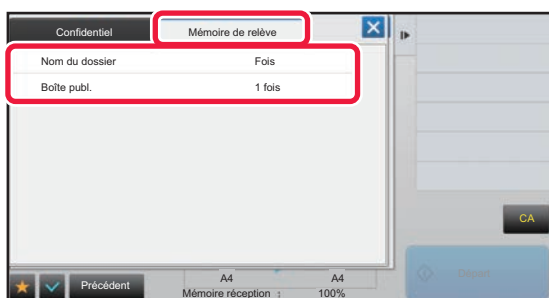 Confidentiel Mémoire de relève
Nom du dossier Fois
Boîte publ. 1 fois
CA
Départ
A4 A4
Précédent
Mémoire réception : 100%